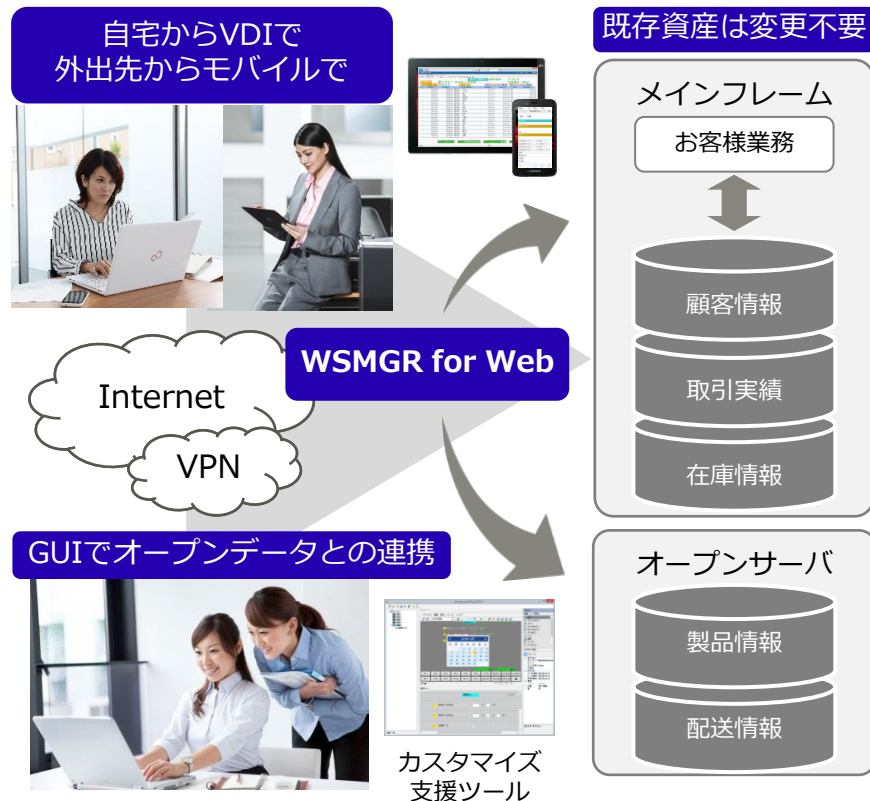 自宅からVDIで
外出先からモバイルで
既存資産は変更不要
メインフレーム
お客様業務
顧客情報
取引実績
在庫情報
WSMGR for Web
Internet
VPN
GUIでオープンデータとの連携
オープンサーバ
製品情報
配送情報
カスタマイズ
支援ツール